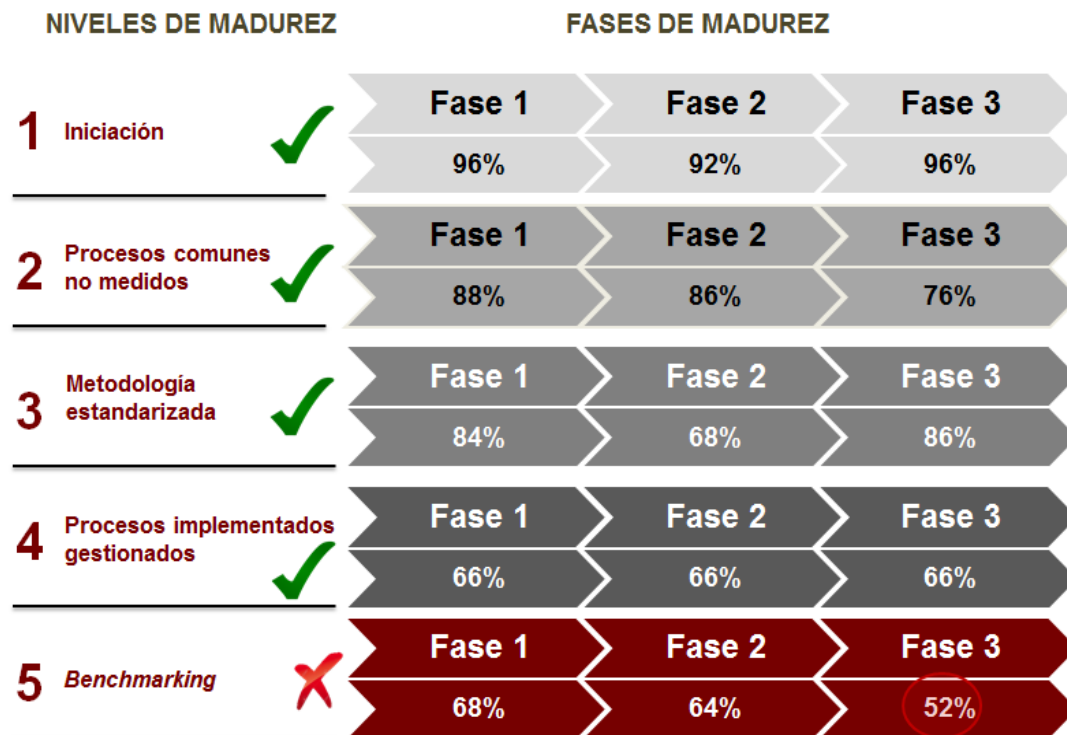 NIVELES DE MADUREZ
FASES DE MADUREZ
1
Iniciación
Fase 1
Fase 2
Fase 3
96%
92%
96%
2
Procesos comunes
no medidos
Fase 1
Fase 2
Fase 3
88%
86%
76%
3
Metodología
estandarizada
Fase 1
Fase 2
Fase 3
84%
68%
86%
4
Procesos implementados
gestionados
Fase 1
Fase 2
Fase 3
66%
66%
66%
5
Benchmarking
Fase 1
Fase 2
Fase 3
68%
64%
52%